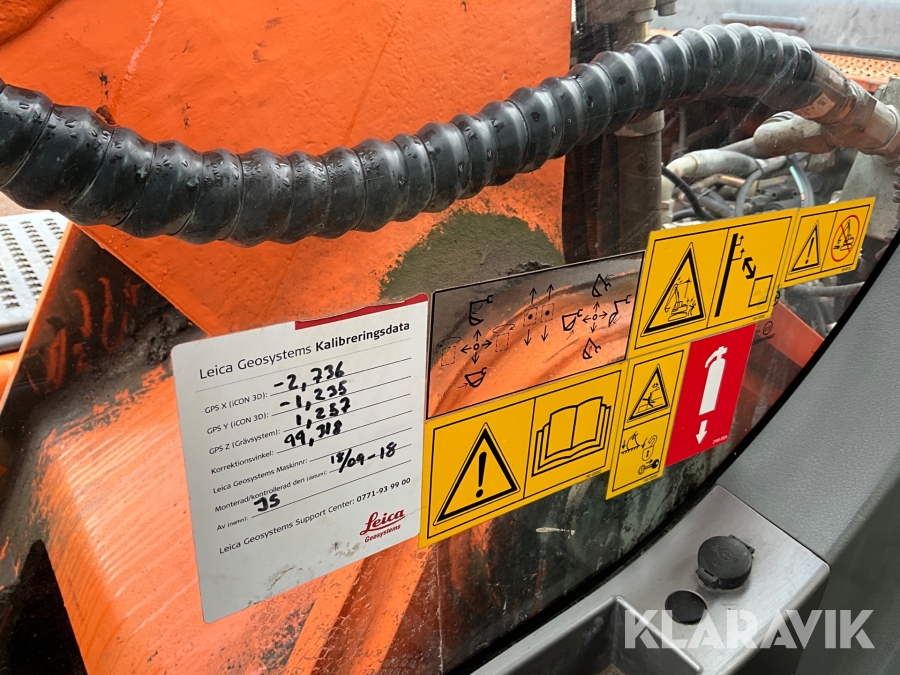 Leica Geosystems Kalibreringsdata
GPS X (iCON 3D): -2,736
GPS Y (iCON 3D): -1,235
GPS Z (Grävsystem): 1,257
Korrektionsvinkel: 99,318
Leica Geosystems Maskinnr:
Monterad/kontrollerad den (datum): 18/09-18
Av (namn): JS
Leica Geosystems Support Center: 0771-93 99 00
Leica
Geosystems
KLARAVIK